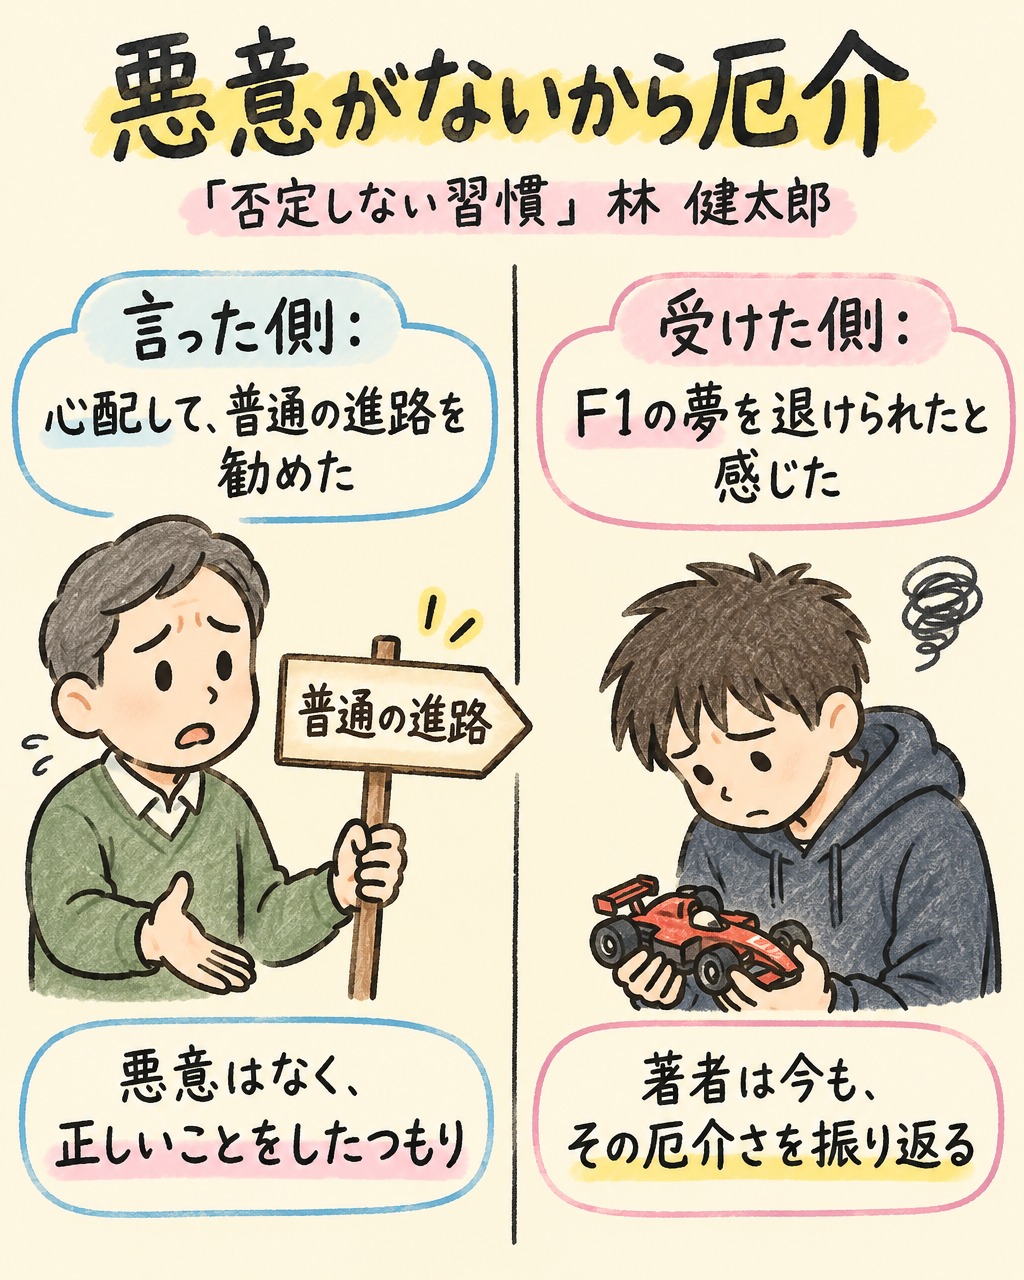 悪意がないから厄介
「否定しない習慣」 林 健太郎
言った側：
心配して、普通の進路を
勧めた
普通の進路
悪意はなく、
正しいことをしたつもり
受けた側：
F1の夢を退けられたと
感じた
著者は今も、
その厄介さを振り返る